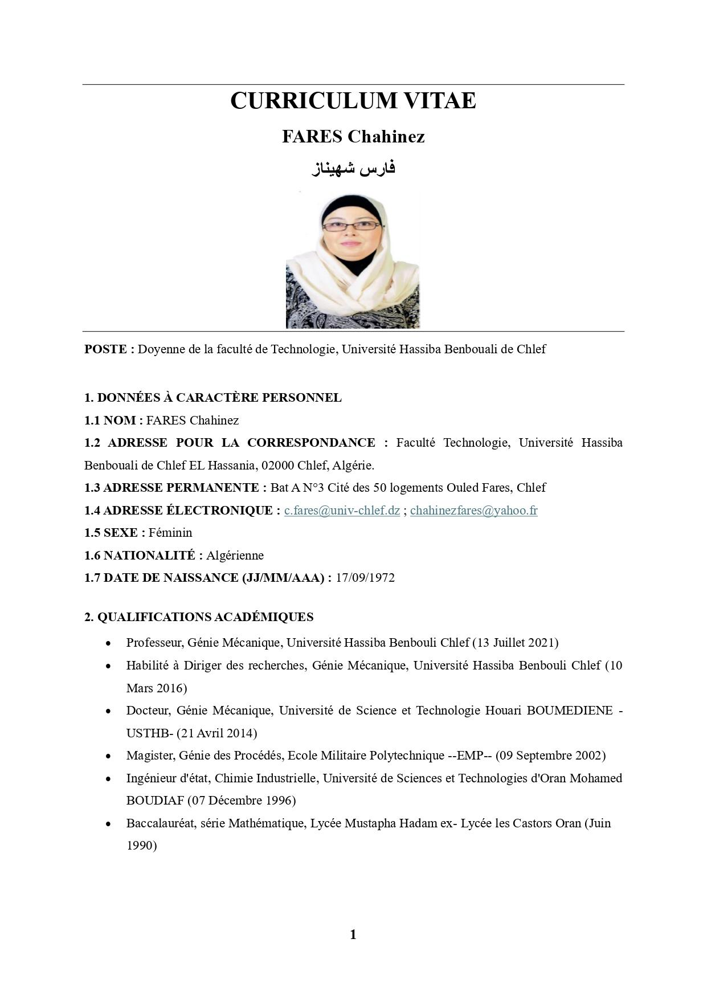 CURRICULUM VITAE
FARES Chahinez
فارس شهيناز
POSTE : Doyenne de la faculté de Technologie, Université Hassiba Benbouali de Chlef
1. DONNÉES À CARACTÈRE PERSONNEL
1.1 NOM : FARES Chahinez
1.2 ADRESSE POUR LA CORRESPONDANCE : Faculté Technologie, Université Hassiba
Benbouali de Chlef EL Hassania, 02000 Chlef, Algérie.
1.3 ADRESSE PERMANENTE : Bat A N°3 Cité des 50 logements Ouled Fares, Chlef
1.4 ADRESSE ÉLECTRONIQUE : c.fares@univ-chlef.dz ; chahinezfares@yahoo.fr
1.5 SEXE : Féminin
1.6 NATIONALITÉ : Algérienne
1.7 DATE DE NAISSANCE (JJ/MM/AAA) : 17/09/1972
2. QUALIFICATIONS ACADÉMIQUES
• Professeur, Génie Mécanique, Université Hassiba Benbouli Chlef (13 Juillet 2021)
• Habilité à Diriger des recherches, Génie Mécanique, Université Hassiba Benbouli Chlef (10
Mars 2016)
• Docteur, Génie Mécanique, Université de Science et Technologie Houari BOUMEDIENE -
USTHB- (21 Avril 2014)
• Magister, Génie des Procédés, Ecole Militaire Polytechnique --EMP-- (09 Septembre 2002)
• Ingénieur d'état, Chimie Industrielle, Université de Sciences et Technologies d'Oran Mohamed
BOUDIAF (07 Décembre 1996)
• Baccalauréat, série Mathématique, Lycée Mustapha Hadam ex- Lycée les Castors Oran (Juin
1990)
1